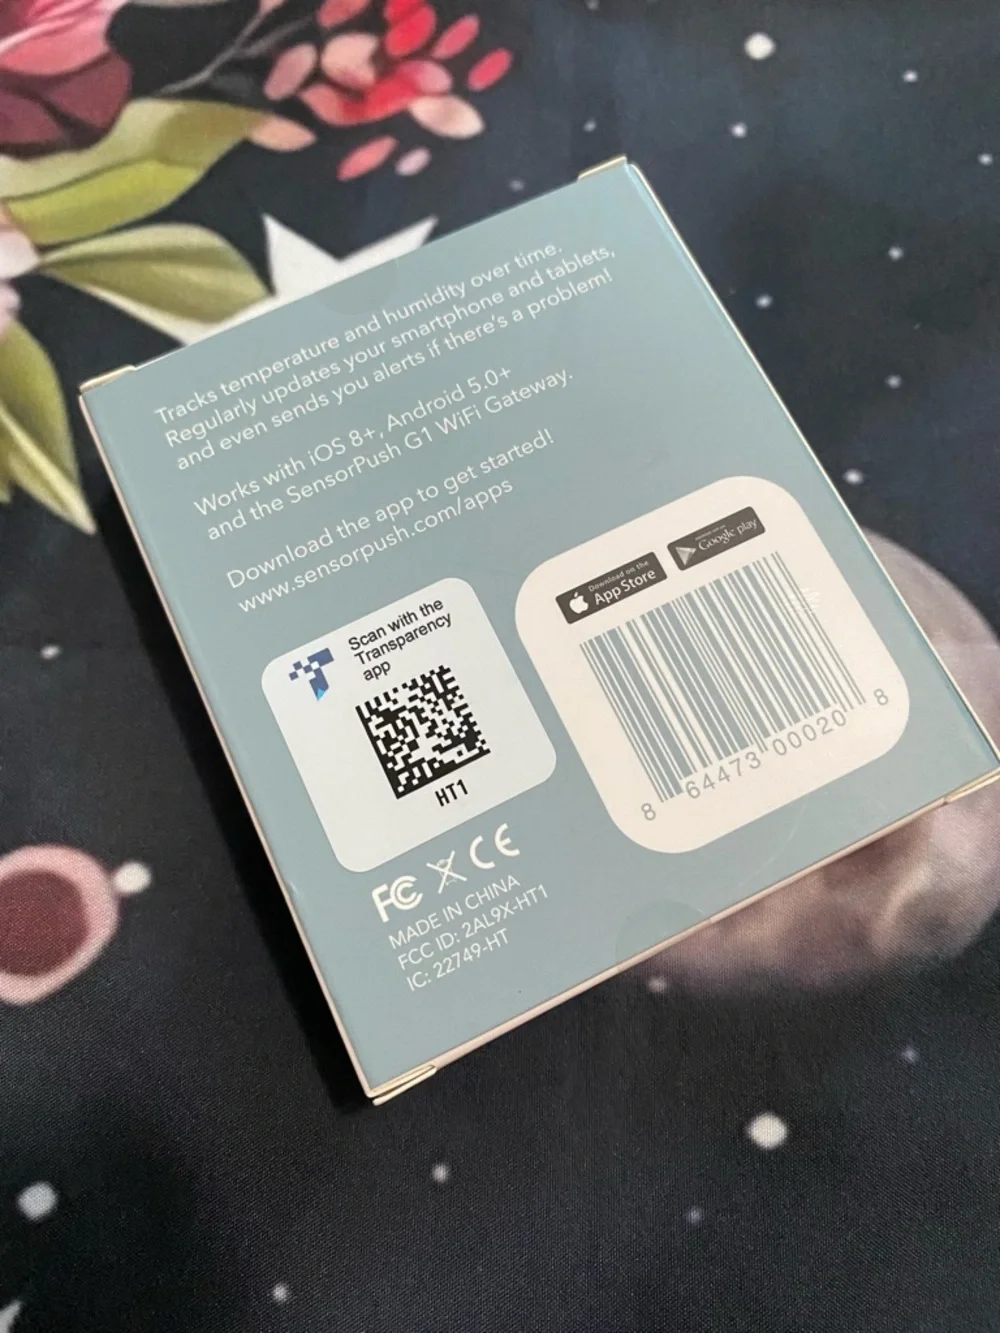 Tracks temperature and humidity over time.
Regularly updates your smartphone and tablets,
and even sends you alerts if there's a problem!
Works with iOS 8+, Android 5.0+
and the SensorPush G1 WiFi Gateway.
Download the app to get started!
www.sensorpush.com/apps
Scan with the
Transparency
app
HT1
Download on the
App Store
Google play
8 64473 00020 8
FC CE
MADE IN CHINA
FCC ID: 2AL9X-HT1
IC: 22749-HT